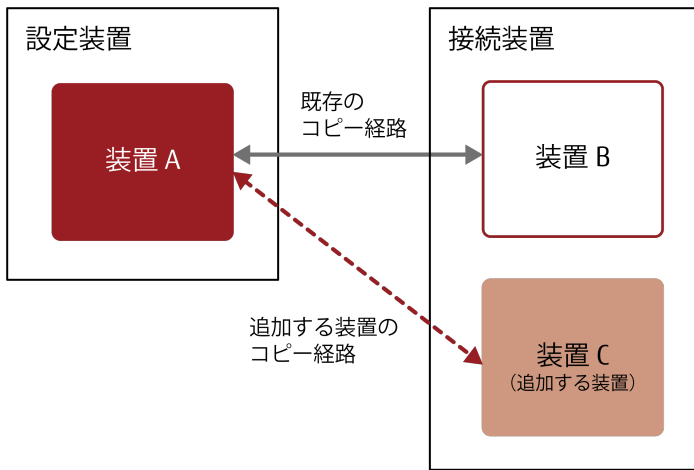 設定装置
接続装置
装置 A
既存の
コピー経路
装置 B
追加する装置の
コピー経路
装置 C
（追加する装置）